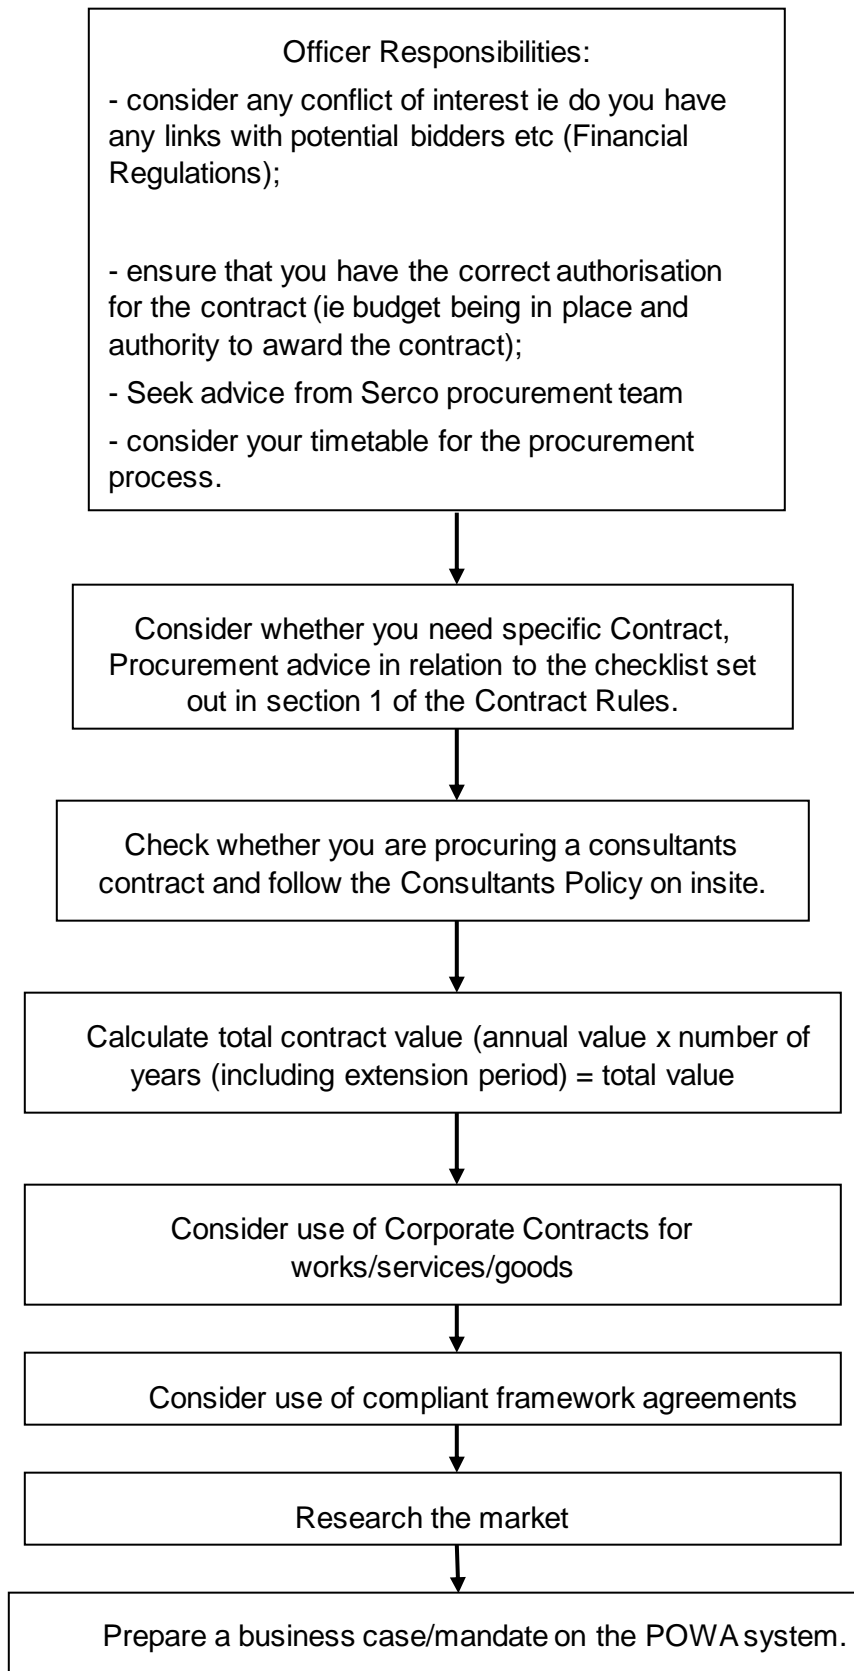 Officer Responsibilities:
- consider any conflict of interest ie do you have
any links with potential bidders etc (Financial
Regulations);
- ensure that you have the correct authorisation
for the contract (ie budget being in place and
authority to award the contract);
- Seek advice from Serco procurement team
- consider your timetable for the procurement
process.
Consider whether you need specific Contract,
Procurement advice in relation to the checklist set
out in section 1 of the Contract Rules.
Check whether you are procuring a consultants
contract and follow the Consultants Policy on insite.
Calculate total contract value (annual value x number of
years (including extension period) = total value
Consider use of Corporate Contracts for
works/services/goods
Consider use of compliant framework agreements
Research the market
Prepare a business case/mandate on the POWA system.